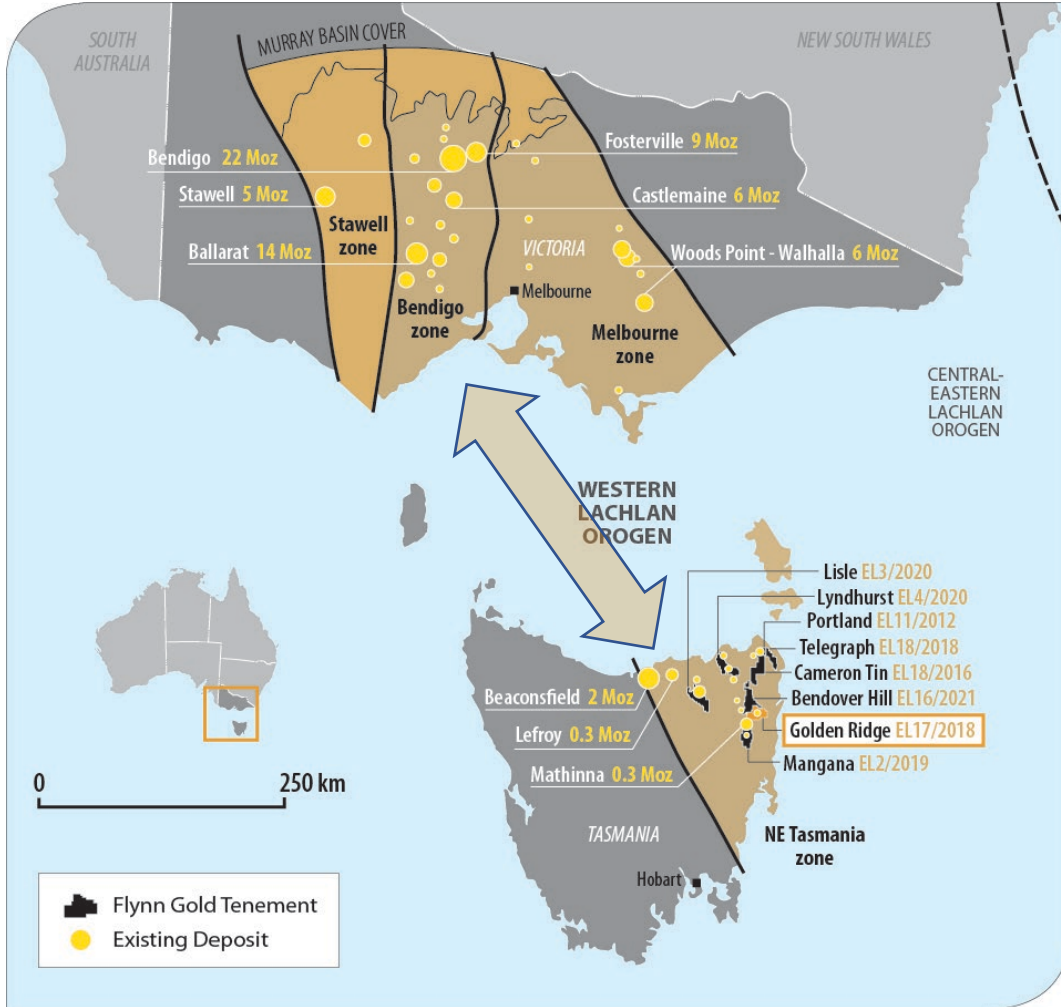 SOUTH
AUSTRALIA
MURRAY BASIN COVER
NEW SOUTH WALES
Bendigo 22 Moz
Fosterville 9 Moz
Stawell 5 Moz
Castlemaine 6 Moz
Stawell
zone
Ballarat 14 Moz
VICTORIA
Woods Point - Walhalla 6 Moz
Melbourne
Bendigo
zone
Melbourne
zone
CENTRAL-
EASTERN
LACHLAN
OROGEN
WESTERN
LACHLAN
OROGEN
Lisle EL3/2020
Lyndhurst EL4/2020
Portland EL11/2012
Telegraph EL18/2018
Cameron Tin EL18/2016
Bendover Hill EL16/2021
Golden Ridge EL17/2018
Mangana EL2/2019
Beaconsfield 2 Moz
Lefroy 0.3 Moz
Mathinna 0.3 Moz
0 250 km
TASMANIA
NE Tasmania
zone
Hobart
Flynn Gold Tenement
Existing Deposit